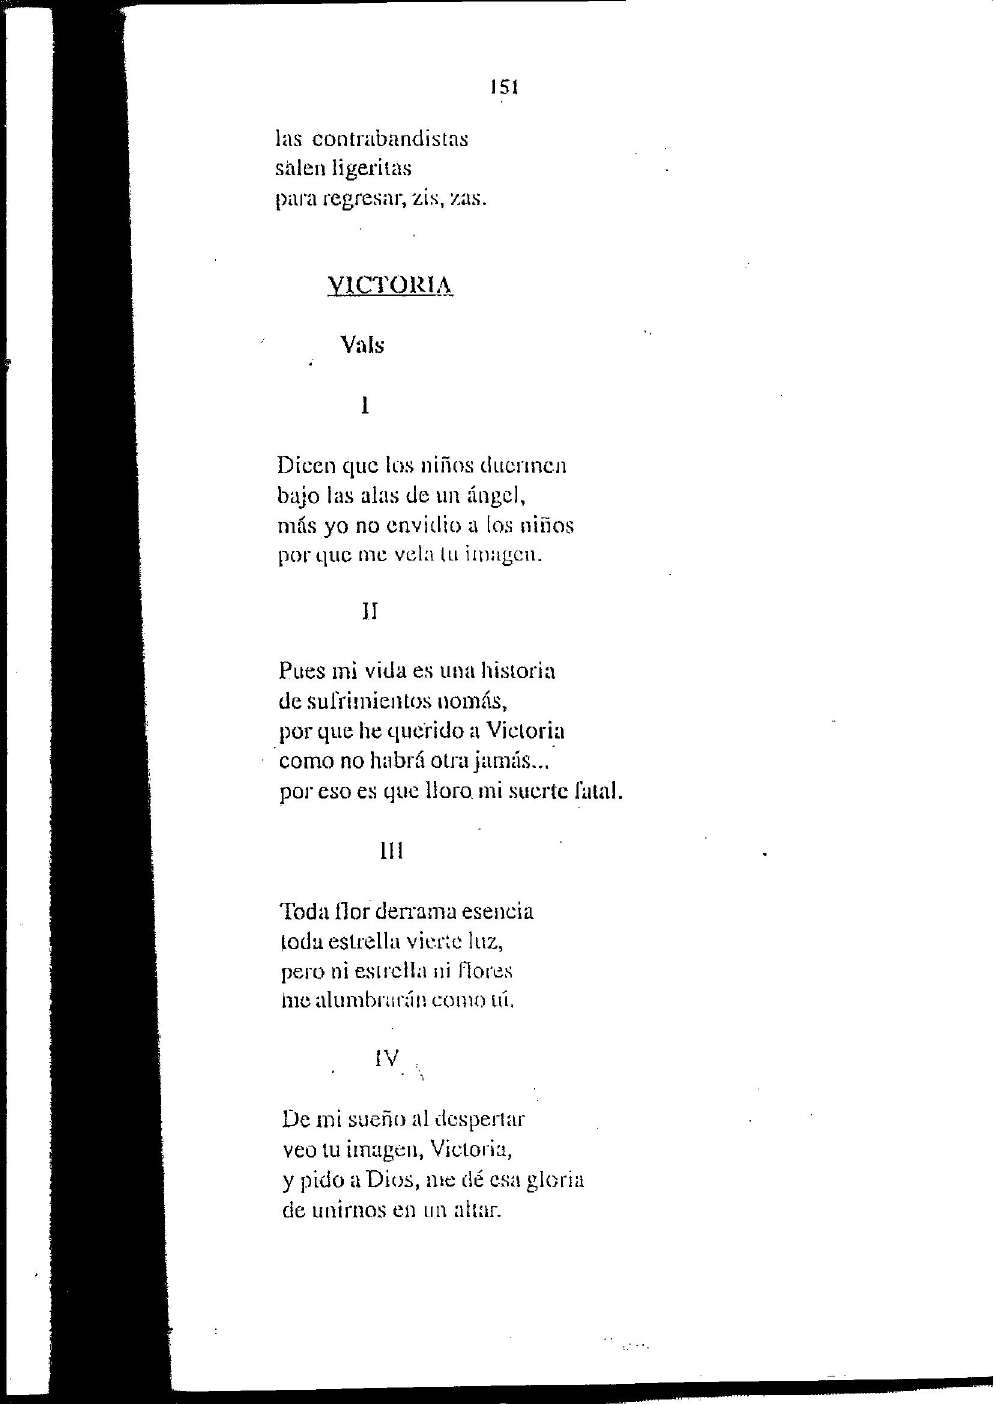 151
las contrabandistas
salen ligeritas
para regresar, zis, zas.
VICTORIA
Vals
I
Dicen que los niños duermen
bajo las alas de un ángel,
más yo no envidio a los niños
por que me vela tu imagen.
II
Pues mi vida es una historia
de sufrimientos nomás,
por que he querido a Victoria
como no habrá otra jamás...
por eso es que lloro mi suerte fatal.
III
Toda flor derrama esencia
toda estrella vierte luz,
pero ni estrella ni flores
me alumbrarán como tú.
IV
De mi sueño al despertar
veo tu imagen, Victoria,
y pido a Dios, me dé esa gloria
de unirnos en un altar.